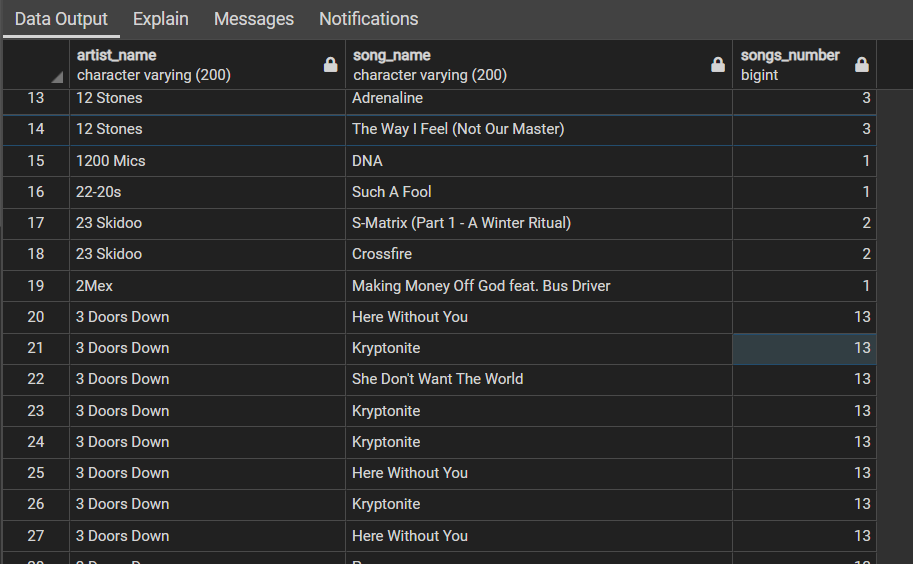 Data Output Explain Messages Notifications
artist_name song_name songs_number
character varying (200) character varying (200) bigint
13 12 Stones Adrenaline 3
14 12 Stones The Way I Feel (Not Our Master) 3
15 1200 Mics DNA 1
16 22-20s Such A Fool 1
17 23 Skidoo S-Matrix (Part 1 - A Winter Ritual) 2
18 23 Skidoo Crossfire 2
19 2Mex Making Money Off God feat. Bus Driver 1
20 3 Doors Down Here Without You 13
21 3 Doors Down Kryptonite 13
22 3 Doors Down She Don't Want The World 13
23 3 Doors Down Kryptonite 13
24 3 Doors Down Kryptonite 13
25 3 Doors Down Here Without You 13
26 3 Doors Down Kryptonite 13
27 3 Doors Down Here Without You 13